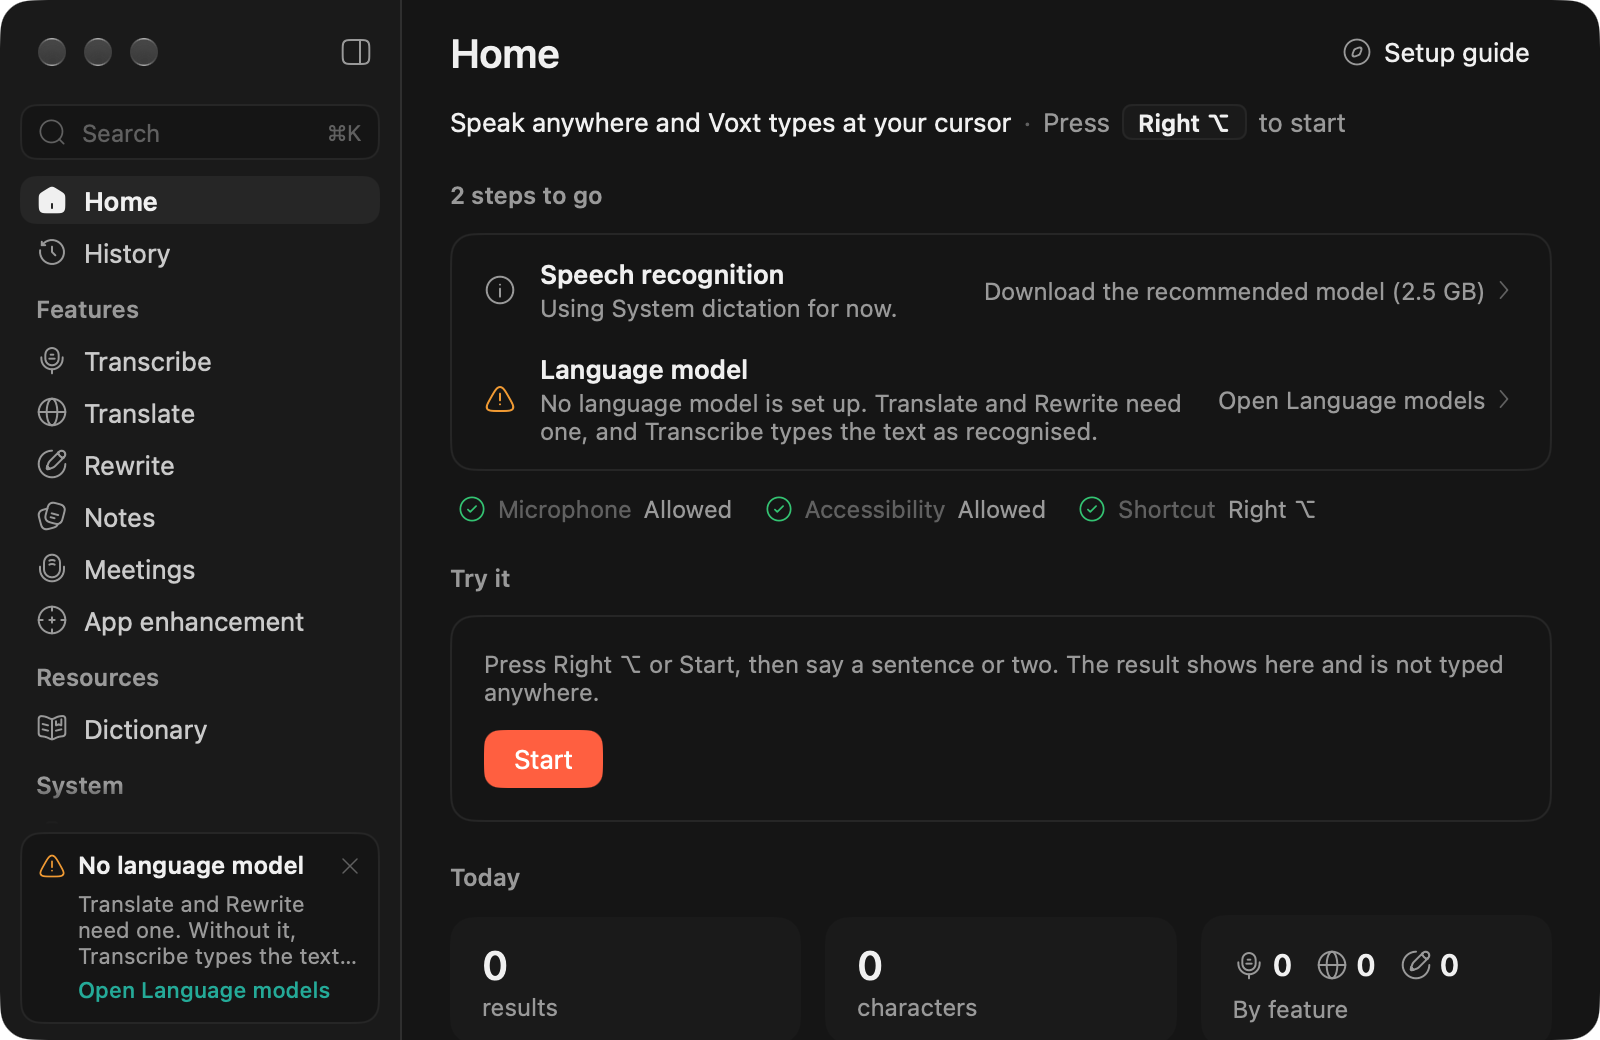 Search ⌘K
Home
History
Features
Transcribe
Translate
Rewrite
Notes
Meetings
App enhancement
Resources
Dictionary
System
No language model
Translate and Rewrite
need one. Without it,
Transcribe types the text...
Open Language models
Home
Setup guide
Speak anywhere and Voxt types at your cursor · Press Right ⌥ to start
2 steps to go
Speech recognition
Using System dictation for now.
Download the recommended model (2.5 GB)
Language model
No language model is set up. Translate and Rewrite need
one, and Transcribe types the text as recognised.
Open Language models
Microphone Allowed Accessibility Allowed Shortcut Right ⌥
Try it
Press Right ⌥ or Start, then say a sentence or two. The result shows here and is not typed
anywhere.
Start
Today
0
results
0
characters
0 0 0
By feature